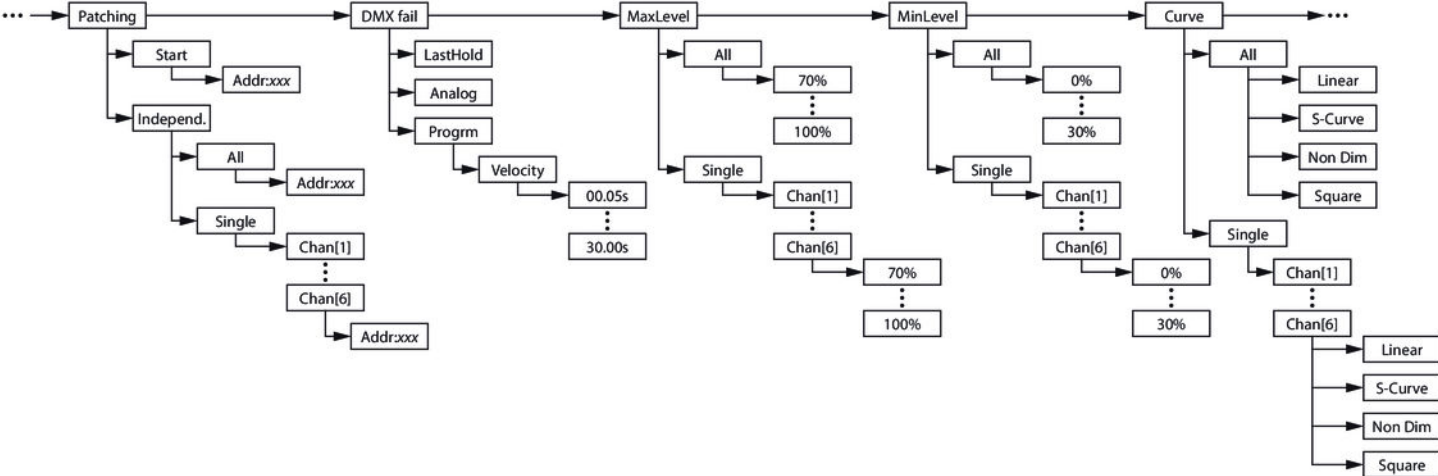 Patching
DMX fail
MaxLevel
MinLevel
Curve
Start
Addr:xxx
Independ.
All
Addr:xxx
Single
Chan[1]
Chan[6]
Addr:xxx
LastHold
Analog
Progrm
Velocity
00.05s
30.00s
All
70%
100%
Single
Chan[1]
Chan[6]
70%
100%
All
0%
30%
Single
Chan[1]
Chan[6]
0%
30%
All
Linear
S-Curve
Non Dim
Square
Single
Chan[1]
Chan[6]
Linear
S-Curve
Non Dim
Square